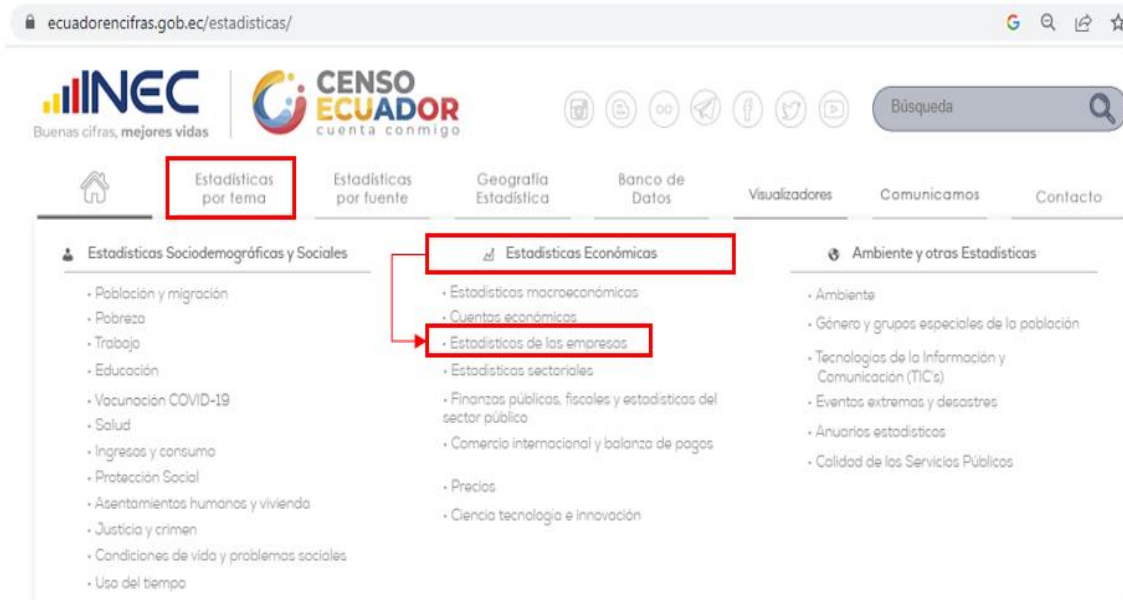 ecuadorencifras.gob.ec/estadisticas/
INEC
Buenas cifras, mejores vidas
CENSO
ECUADOR
cuenta conmigo
Búsqueda
Estadísticas
por tema
Estadísticas
por fuente
Geografía
Estadística
Banco de
Datos
Visualizadores
Comunicamos
Contacto
Estadísticas Sociodemográficas y Sociales
• Población y migración
• Pobreza
• Trabajo
• Educación
• Vacunación COVID-19
• Salud
• Ingresos y consumo
• Protección Social
• Asentamientos humanos y vivienda
• Justicia y crimen
• Condiciones de vida y problemas sociales
• Uso del tiempo
Estadísticas Económicas
• Estadísticas macroeconómicas
• Cuentas económicas
• Estadísticas de las empresas
• Estadísticas sectoriales
• Finanzas públicas, fiscales y estadísticas del
sector público
• Comercio internacional y balanza de pagos
• Precios
• Ciencia tecnología e innovación
Ambiente y otras Estadísticas
• Ambiente
• Género y grupos especiales de la población
• Tecnologías de la Información y
Comunicación (TIC's)
• Eventos extremos y desastres
• Anuarios estadísticos
• Calidad de los Servicios Públicos